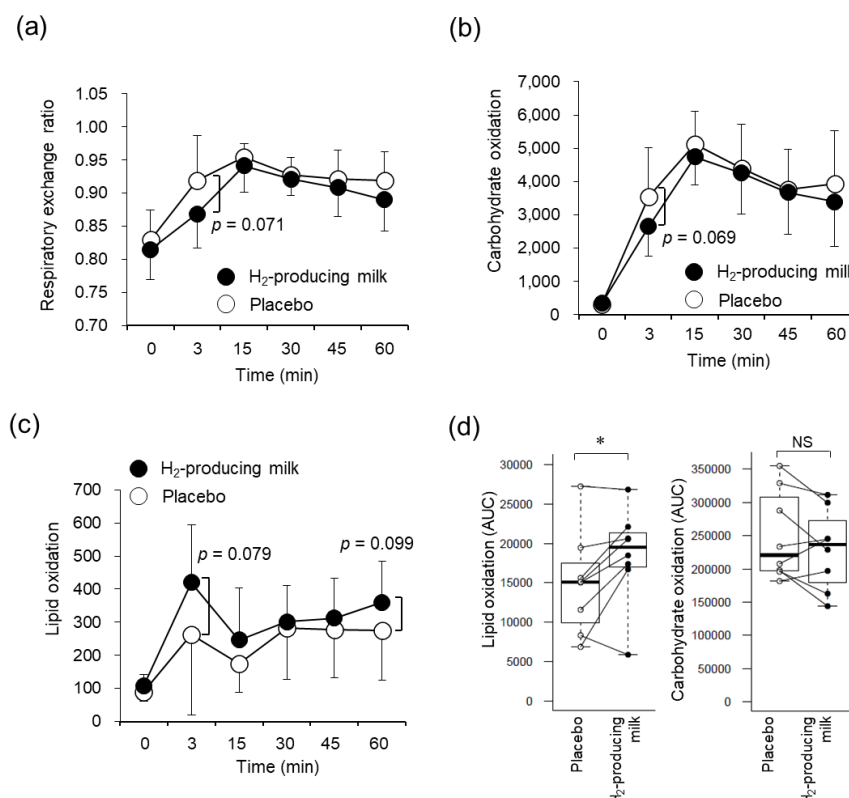 (a)
1.05
1.00
0.95
0.90
0.85
0.80
0.75
0.70
Respiratory exchange ratio
p = 0.071
H₂-producing milk
Placebo
0 3 15 30 45 60
Time (min)
(b)
7,000
6,000
5,000
4,000
3,000
2,000
1,000
0
Carbohydrate oxidation
p = 0.069
H₂-producing mil
Placebo
0 3 15 30 45 60
Time (min)
(c)
H₂-producing milk
Placebo
700
600
500
400
300
200
100
0
Lipid oxidation
p = 0.079
p = 0.099
0 3 15 30 45 60
Time (min)
(d)
*
30000
25000
20000
15000
10000
5000
0
Lipid oxidation (AUC)
Placebo
H₂-producing
milk
NS
350000
300000
250000
200000
150000
100000
50000
0
Carbohydrate oxidation (AUC)
Placebo
H₂-producing
milk